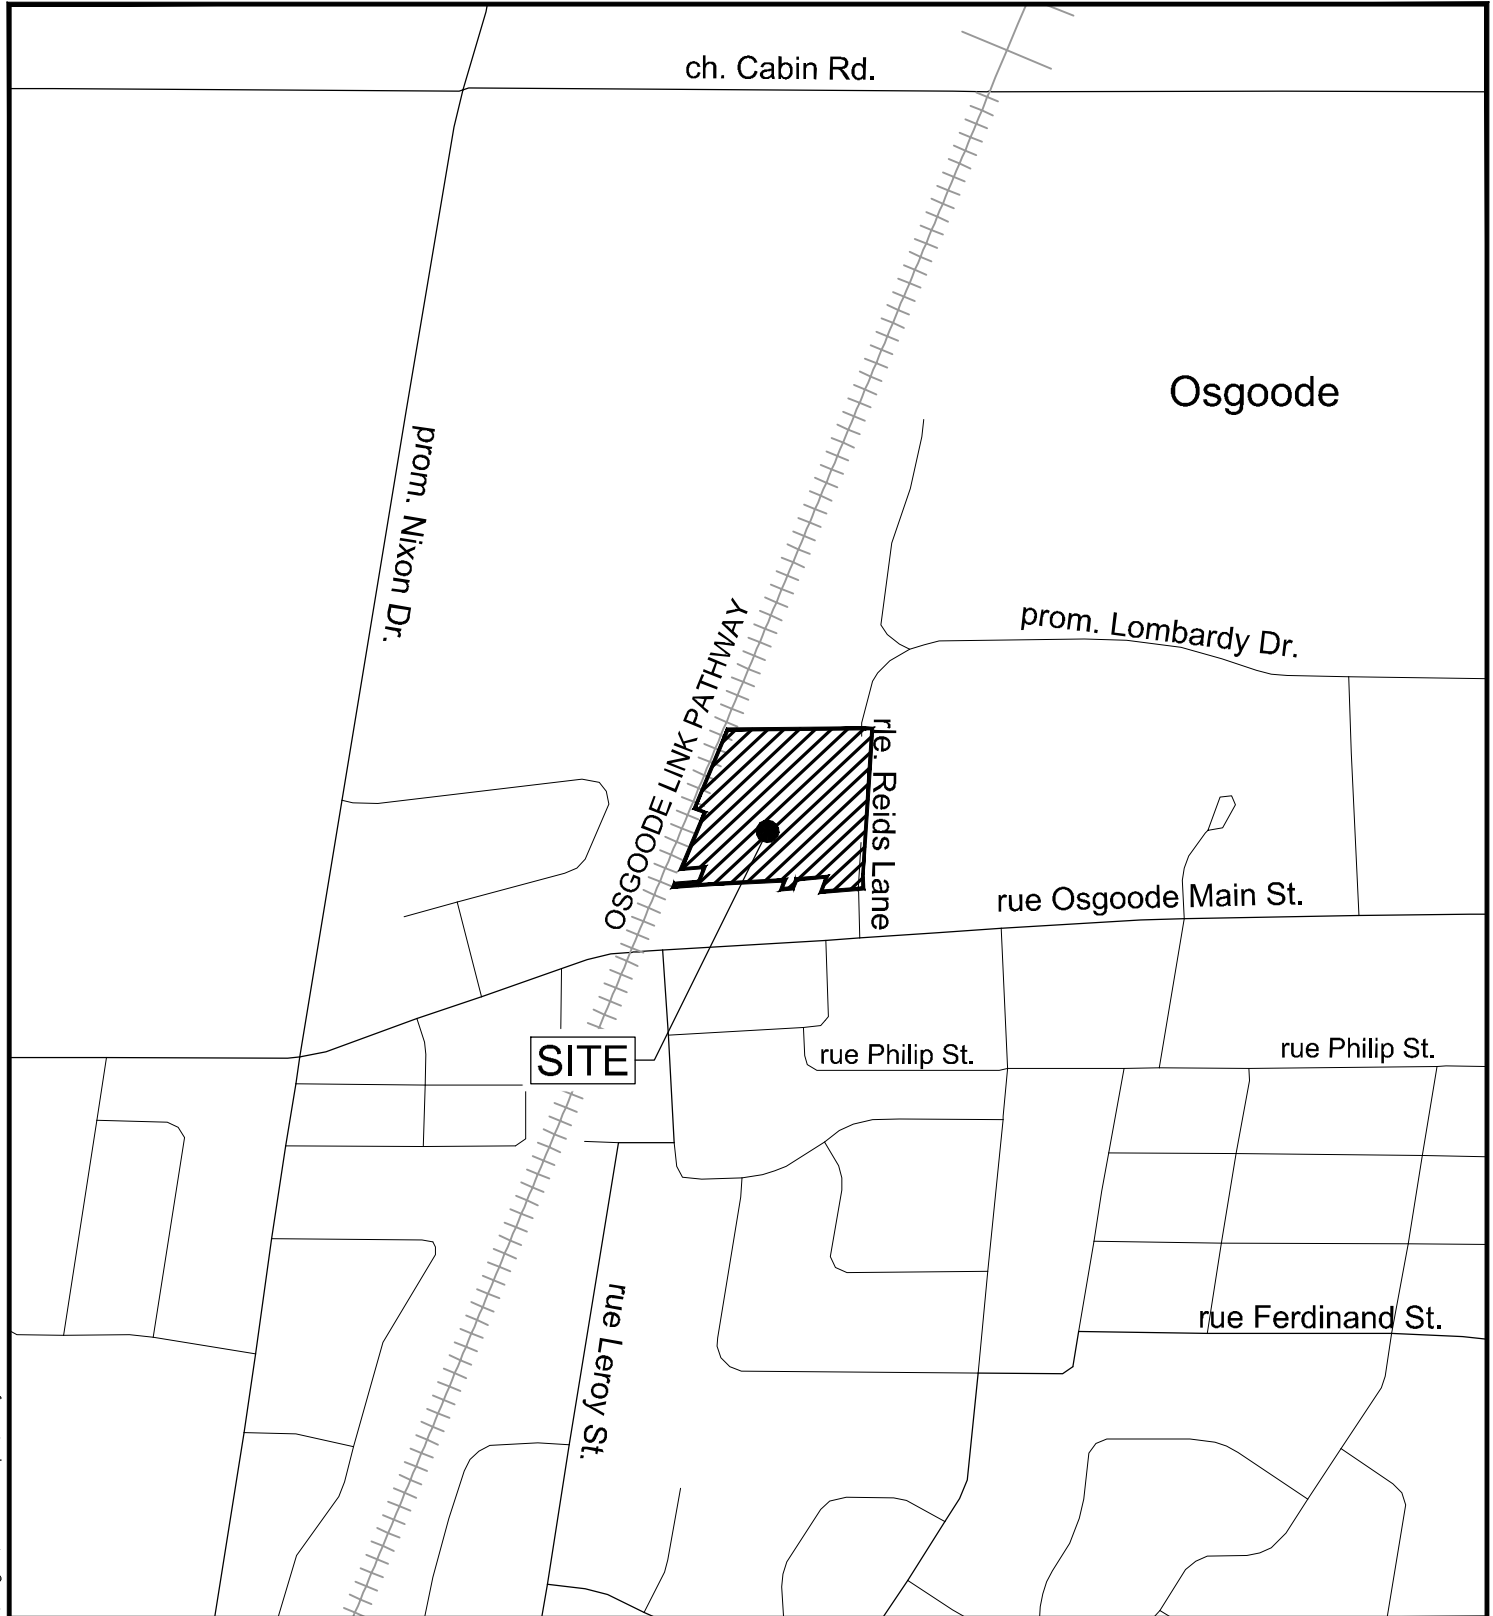 ch. Cabin Rd.
Osgoode
prom. Nixon Dr.
OSGOODE LINK PATHWAY
prom. Lombardy Dr.
rle. Reids Lane
rue Osgoode Main St.
SITE
rue Philip St.
rue Philip St.
rue Leroy St.
rue Ferdinand St.